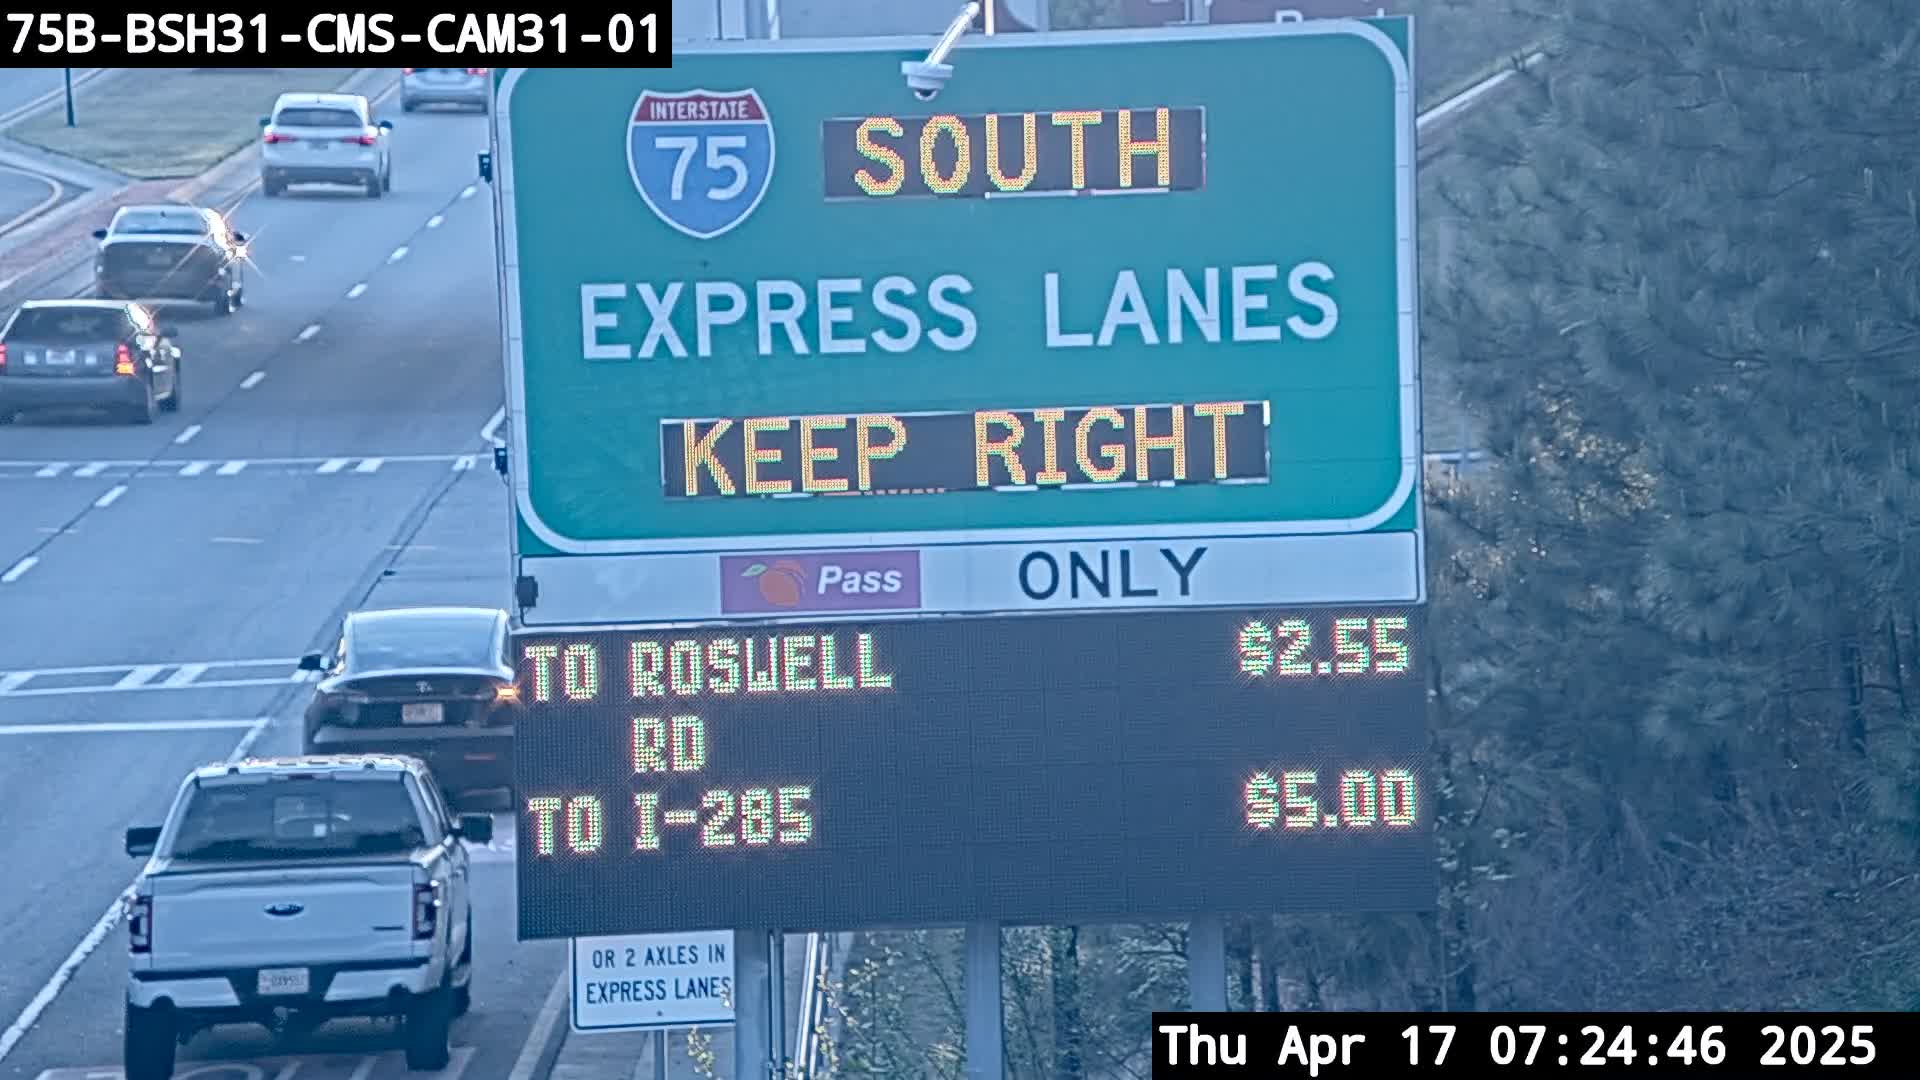 75B-BSH31-CMS-CAM31-01
INTERSTATE
75
SOUTH
EXPRESS LANES
KEEP RIGHT
Pass ONLY
TO ROSWELL $2.55
RD
TO I-285 $5.00
OR 2 AXLES IN
EXPRESS LANES
Thu Apr 17 07:24:46 2025